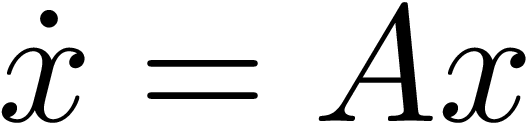 ẋ = Ax